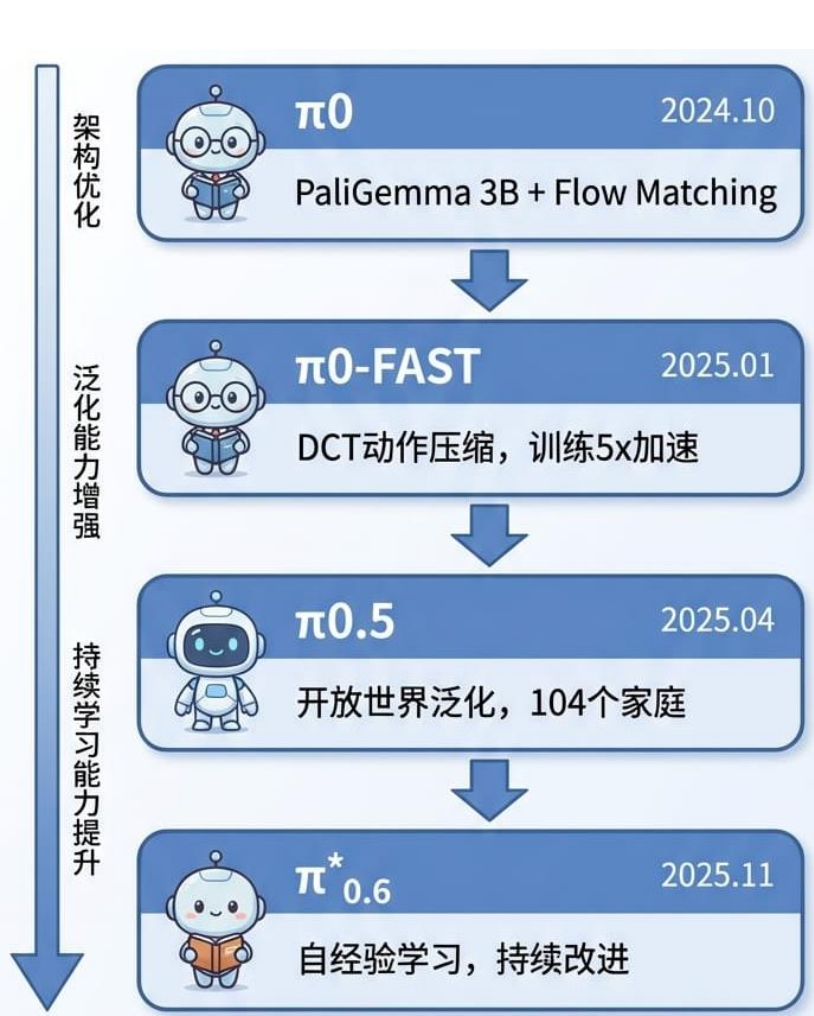 架构优化
泛化能力增强
持续学习能力提升
π0
2024.10
PaliGemma 3B + Flow Matching
π0-FAST
2025.01
DCT动作压缩，训练5x加速
π0.5
2025.04
开放世界泛化，104个家庭
π*0.6
2025.11
自经验学习，持续改进